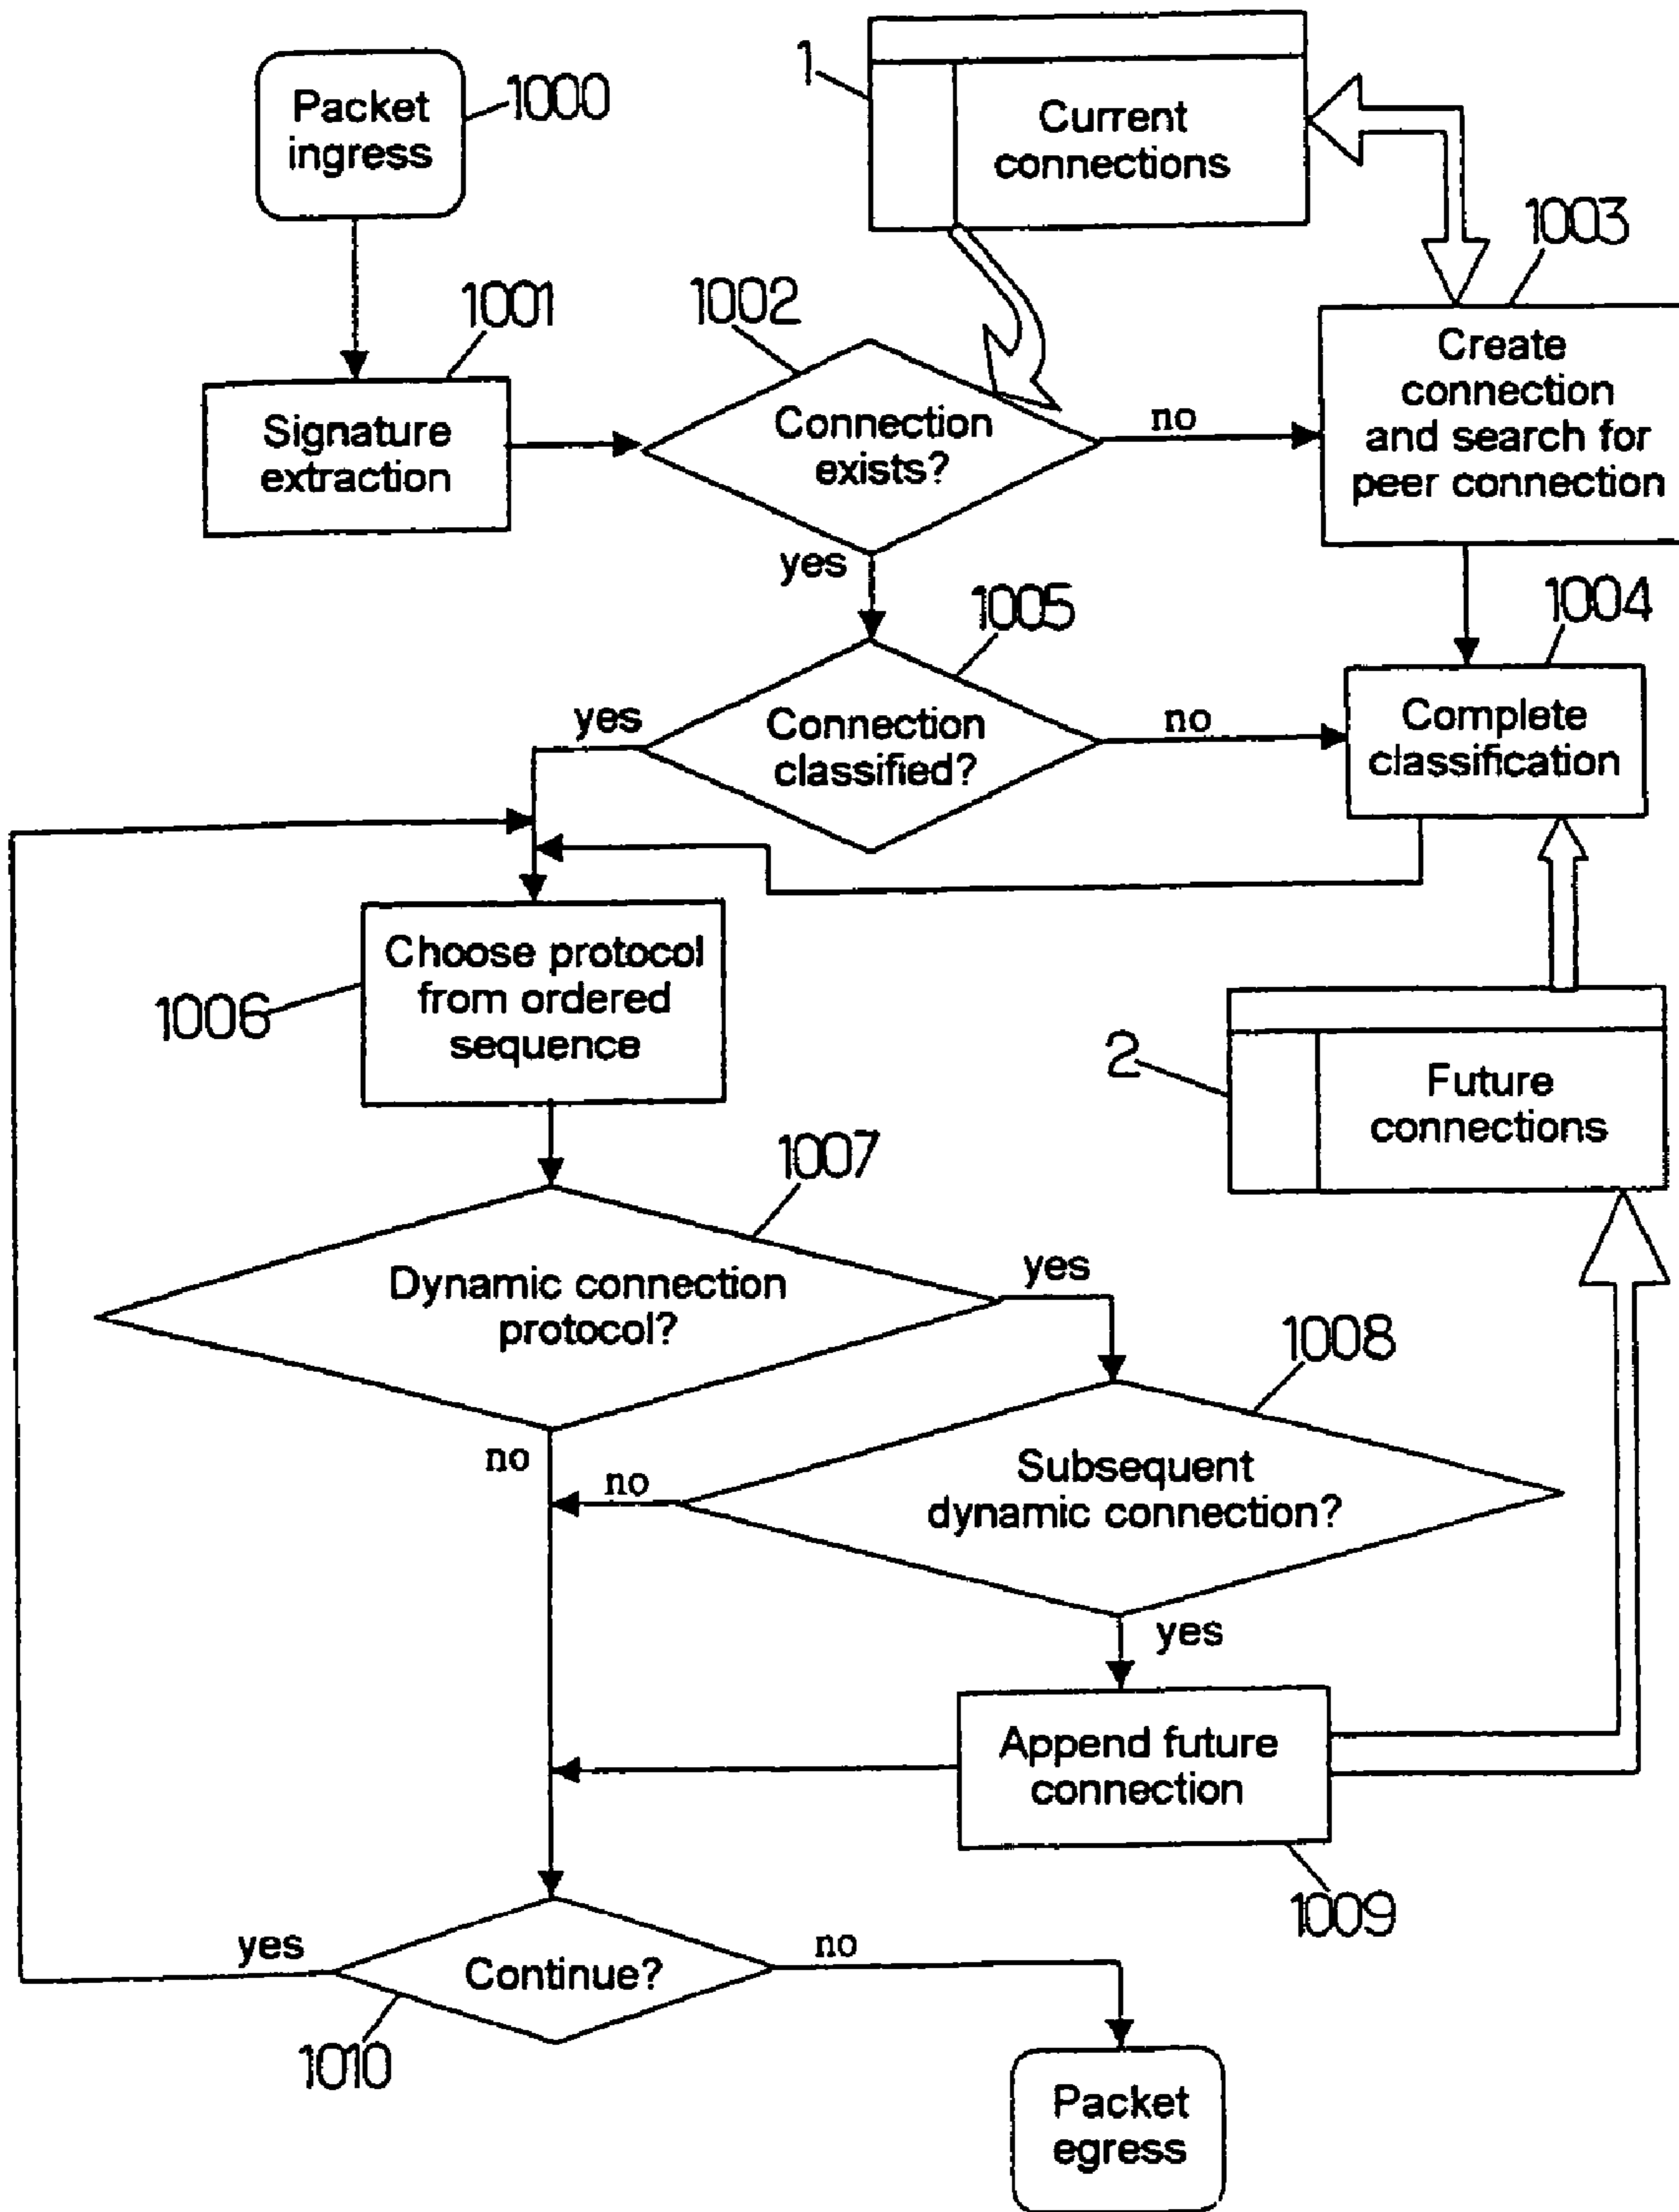 Packet
ingress
1000
1
Current
connections
1001
Signature
extraction
1002
Connection
exists?
no
yes
1003
Create
connection
and search for
peer connection
1005
Connection
classified?
yes
no
1004
Complete
classification
1006
Choose protocol
from ordered
sequence
2
Future
connections
1007
Dynamic connection
protocol?
yes
no
1008
Subsequent
dynamic connection?
no
yes
Append future
connection
1009
yes
Continue?
no
1010
Packet
egress